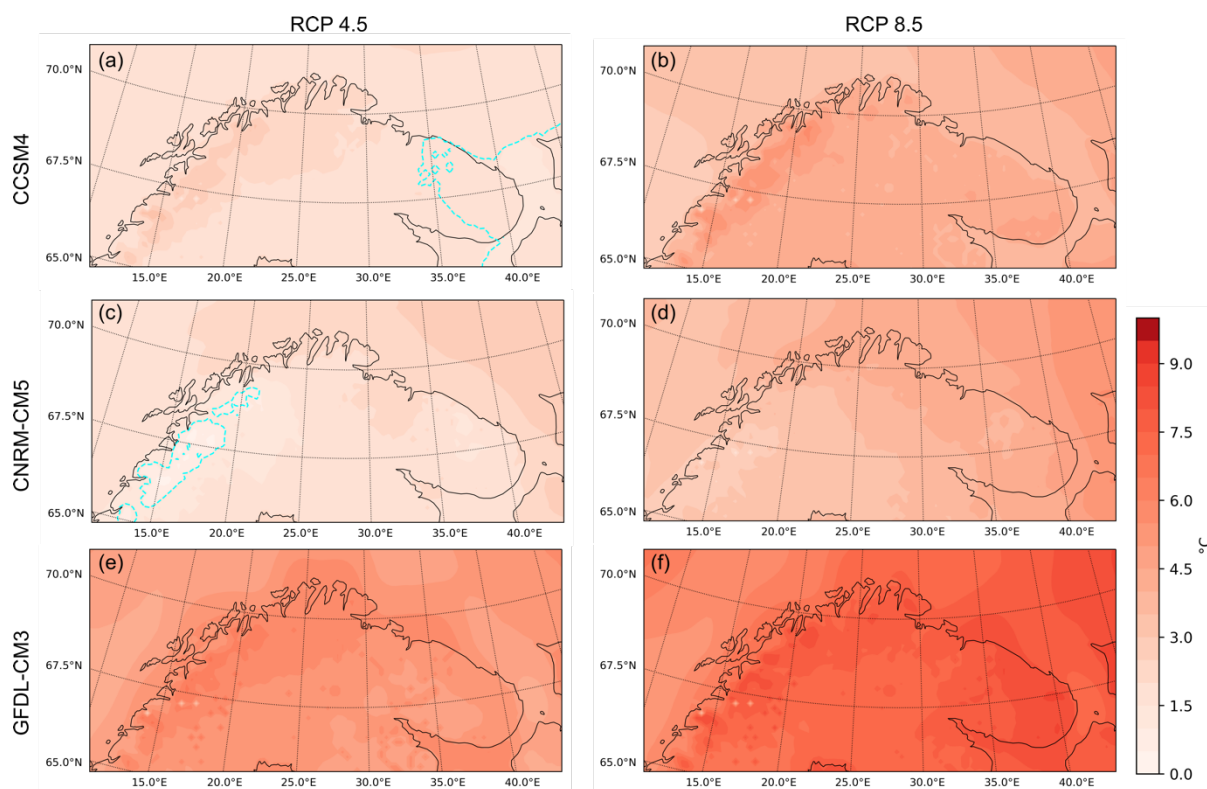 RCP 4.5 RCP 8.5
(a) (b)
70.0°N 70.0°N
67.5°N 67.5°N
65.0°N 65.0°N
15.0°E 20.0°E 25.0°E 30.0°E 35.0°E 40.0°E 15.0°E 20.0°E 25.0°E 30.0°E 35.0°E 40.0°E
CCSM4
(c) (d)
70.0°N 70.0°N
67.5°N 67.5°N
65.0°N 65.0°N
15.0°E 20.0°E 25.0°E 30.0°E 35.0°E 40.0°E 15.0°E 20.0°E 25.0°E 30.0°E 35.0°E 40.0°E
CNRM-CM5
(e) (f)
70.0°N 70.0°N
67.5°N 67.5°N
65.0°N 65.0°N
15.0°E 20.0°E 25.0°E 30.0°E 35.0°E 40.0°E 15.0°E 20.0°E 25.0°E 30.0°E 35.0°E 40.0°E
GFDL-CM3
9.0
7.5
6.0
4.5
3.0
1.5
0.0
°C